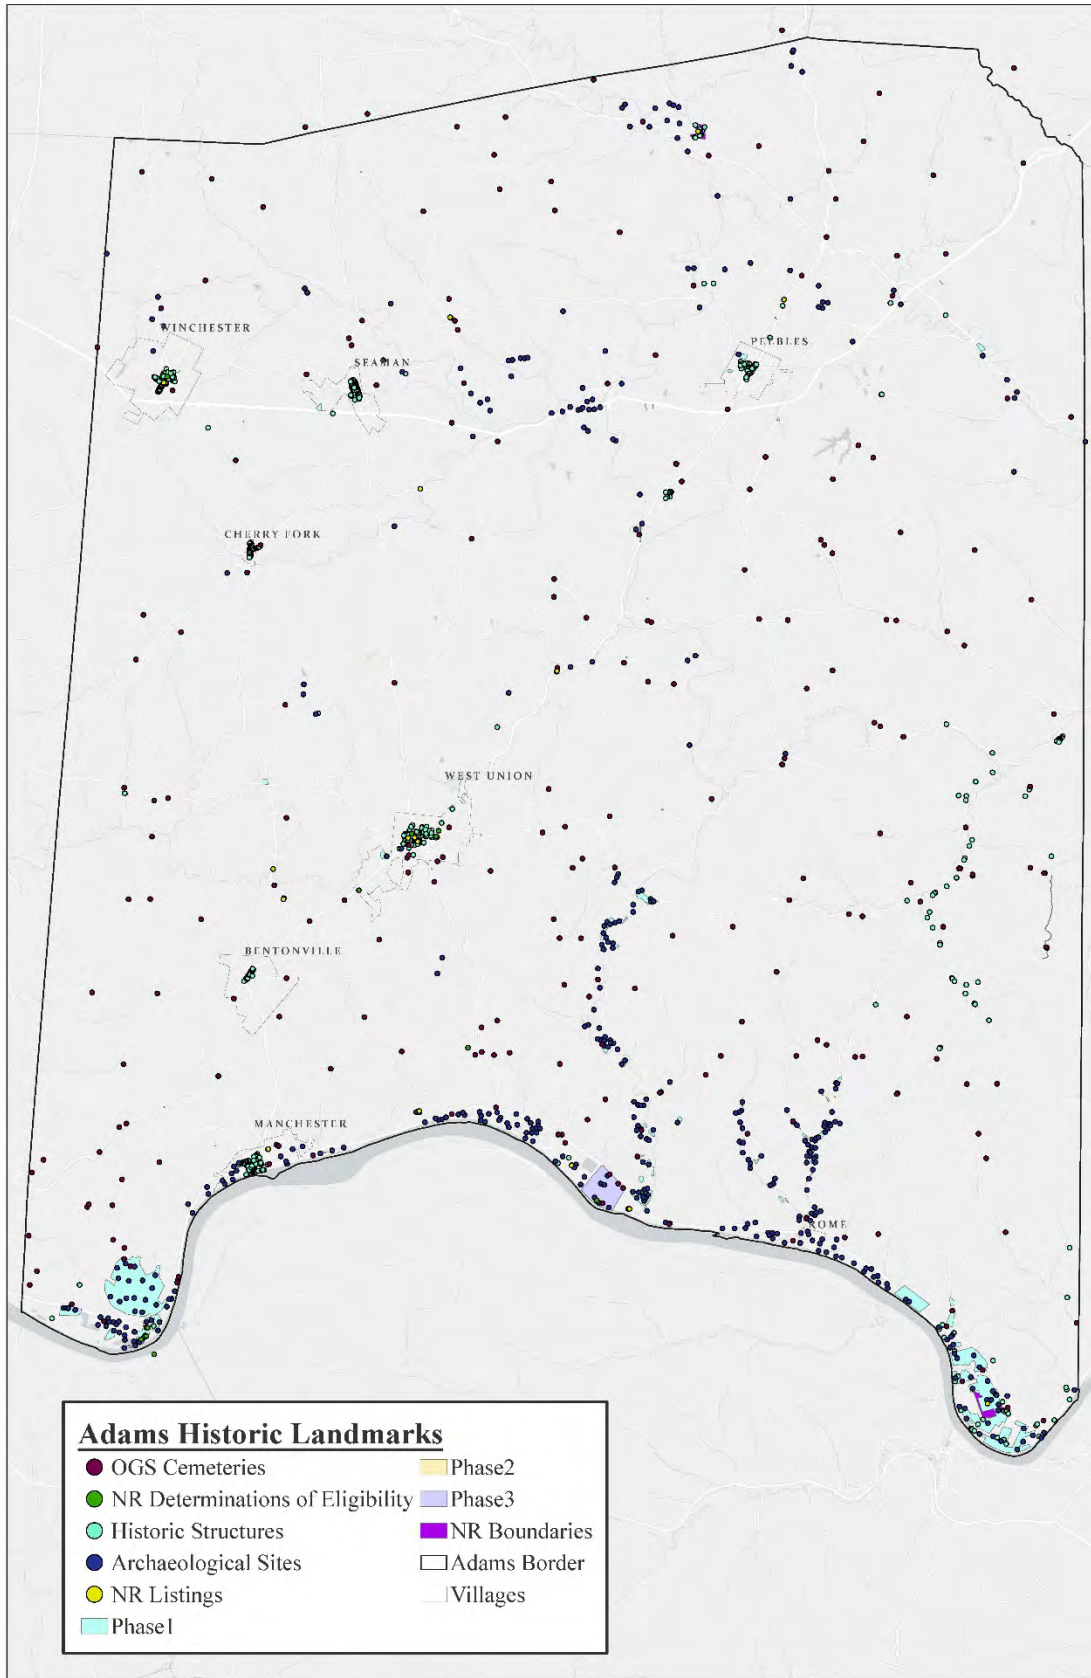 WINCHESTER
SEAMAN
PEEBLES
CHERRY FORK
WEST UNION
BENTONVILLE
MANCHESTER
ROME
Adams Historic Landmarks
OGS Cemeteries
NR Determinations of Eligibility
Historic Structures
Archaeological Sites
NR Listings
Phase1
Phase2
Phase3
NR Boundaries
Adams Border
Villages